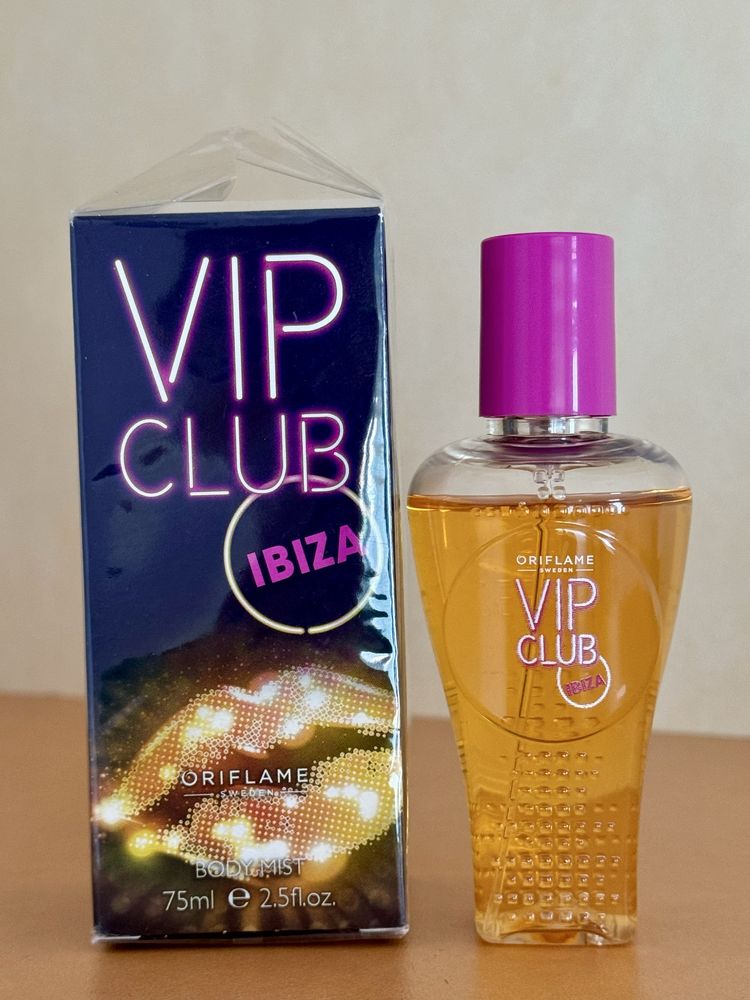 VIP
CLUB
IBIZA
ORIFLAME
SWEDEN
BODY MIST
75ml e 2.5fl.oz.
ORIFLAME
SWEDEN
VIP
CLUB
IBIZA